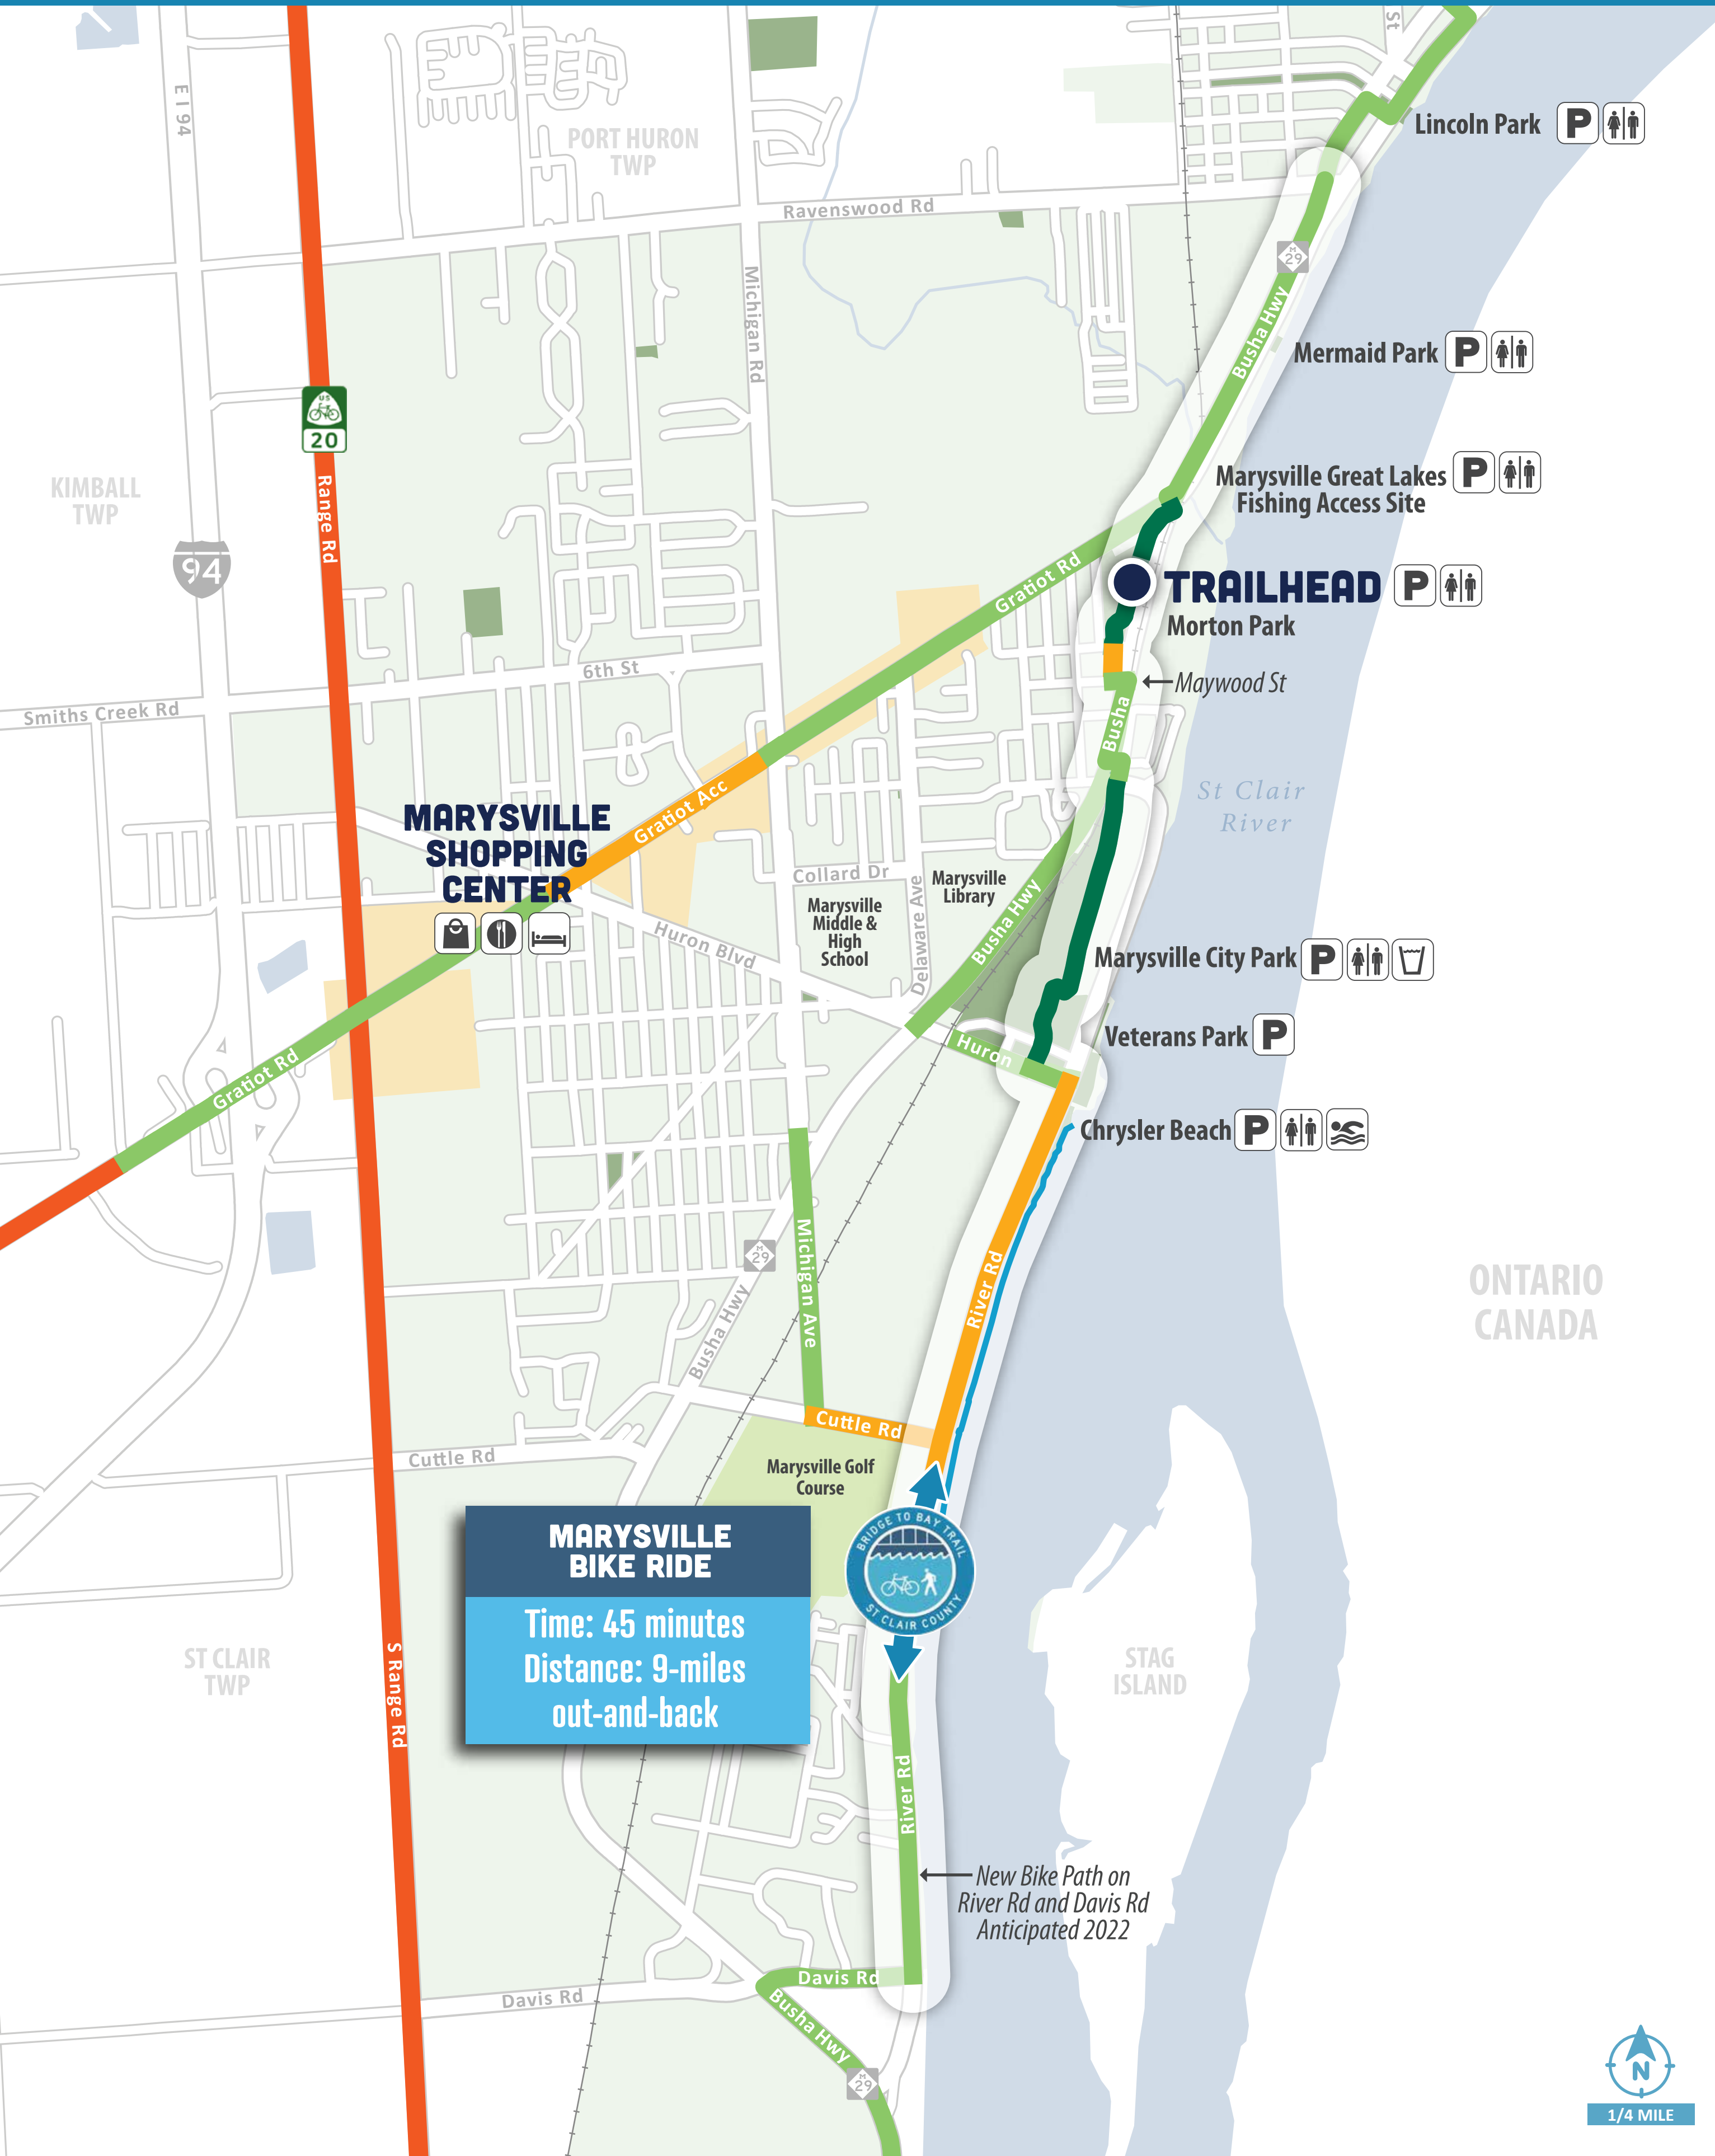 St
E I 94
PORT HURON
TWP
Lincoln Park P
Ravenswood Rd
M
29
Michigan Rd
Busha Hwy
Mermaid Park P
US
20
Range Rd
KIMBALL
TWP
94
Marysville Great Lakes
Fishing Access Site P
Gratiot Rd
TRAILHEAD P
Morton Park
6th St
Maywood St
Smiths Creek Rd
Busha
St Clair
River
Gratiot Acc
MARYSVILLE
SHOPPING
CENTER
Collard Dr
Marysville
Library
Marysville
Middle &
High
School
Delaware Ave
Busha Hwy
Huron Blvd
Marysville City Park P
Veterans Park P
Huron
Gratiot Rd
Chrysler Beach P
M
29
Michigan Ave
River Rd
Busha Hwy
ONTARIO
CANADA
Cuttle Rd
Cuttle Rd
Marysville Golf
Course
MARYSVILLE
BIKE RIDE
Time: 45 minutes
Distance: 9-miles
out-and-back
BRIDGE TO BAY TRAIL
ST CLAIR COUNTY
ST CLAIR
TWP
S Range Rd
STAG
ISLAND
River Rd
New Bike Path on
River Rd and Davis Rd
Anticipated 2022
Davis Rd
Davis Rd
Busha Hwy
M
29
N
1/4 MILE